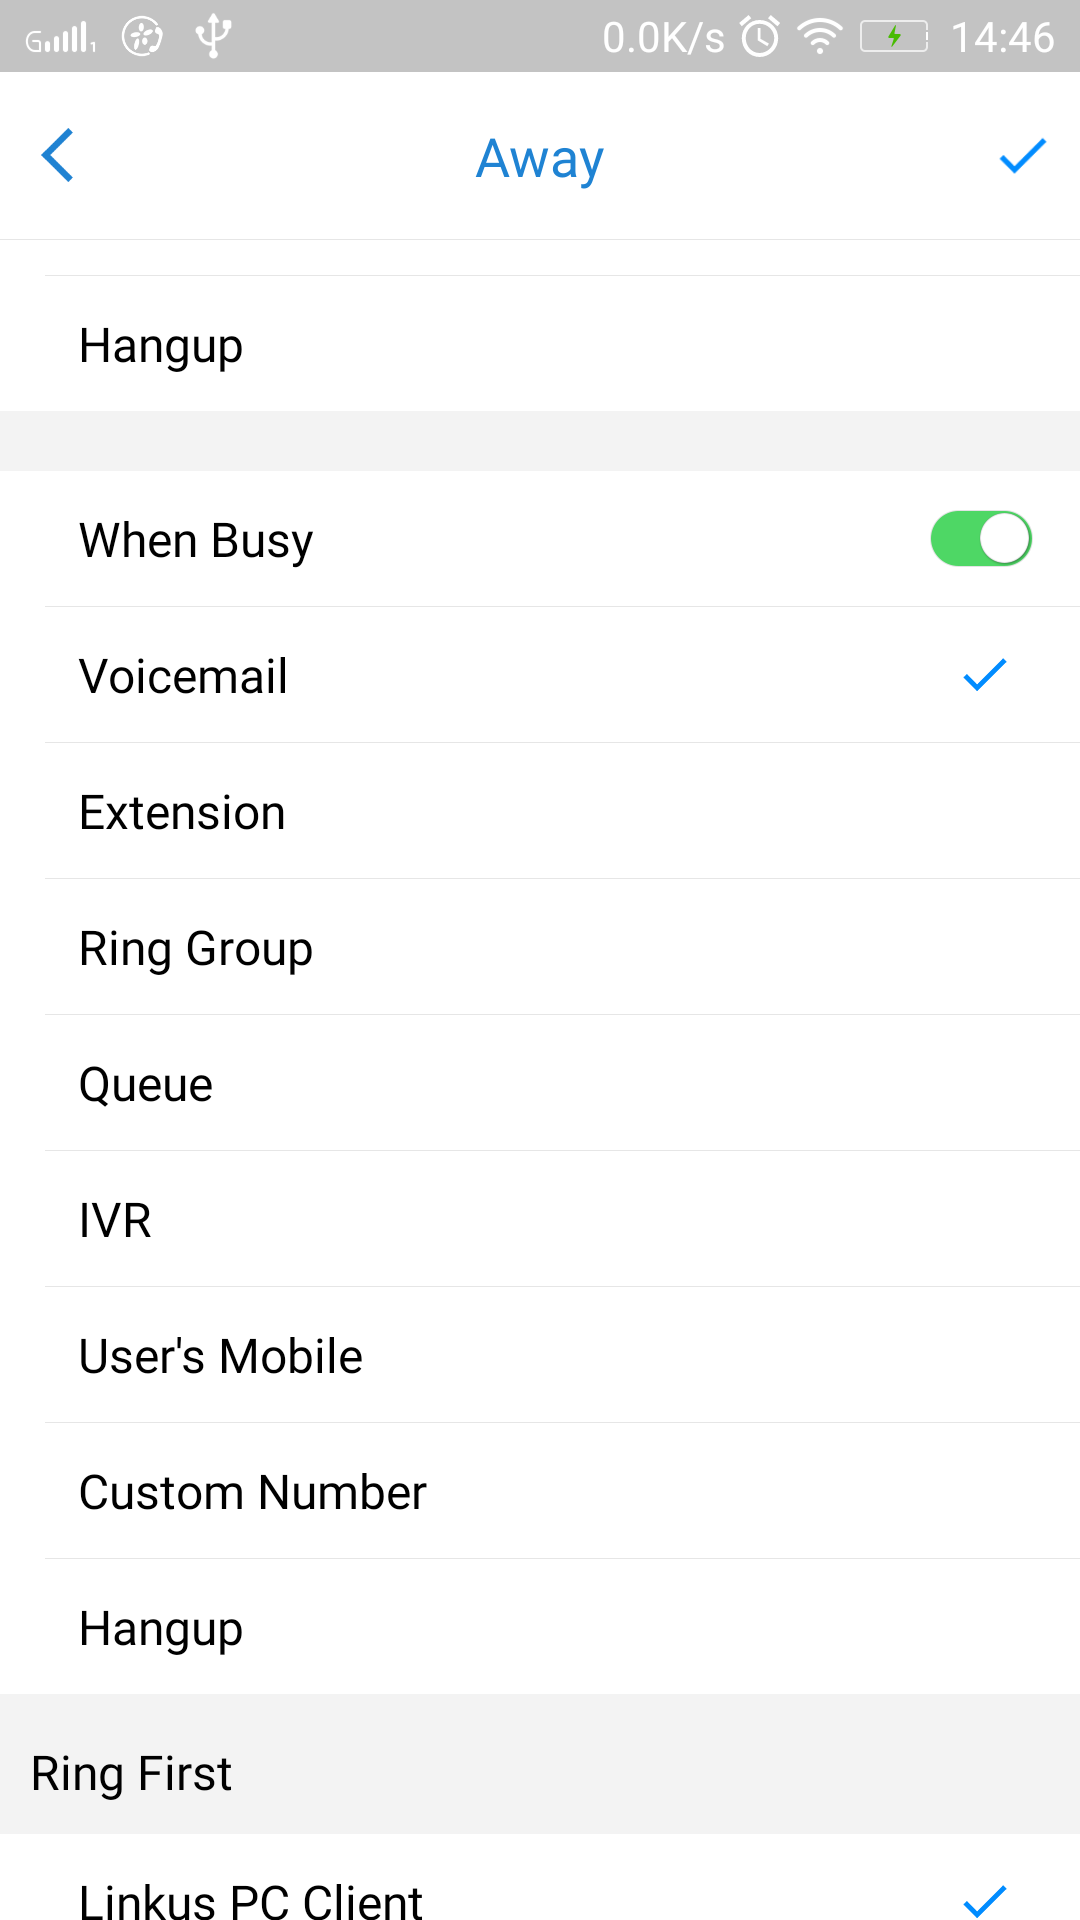 G 1 0.0K/s 14:46
Away
Hangup
When Busy
Voicemail
Extension
Ring Group
Queue
IVR
User's Mobile
Custom Number
Hangup
Ring First
Linkus PC Client